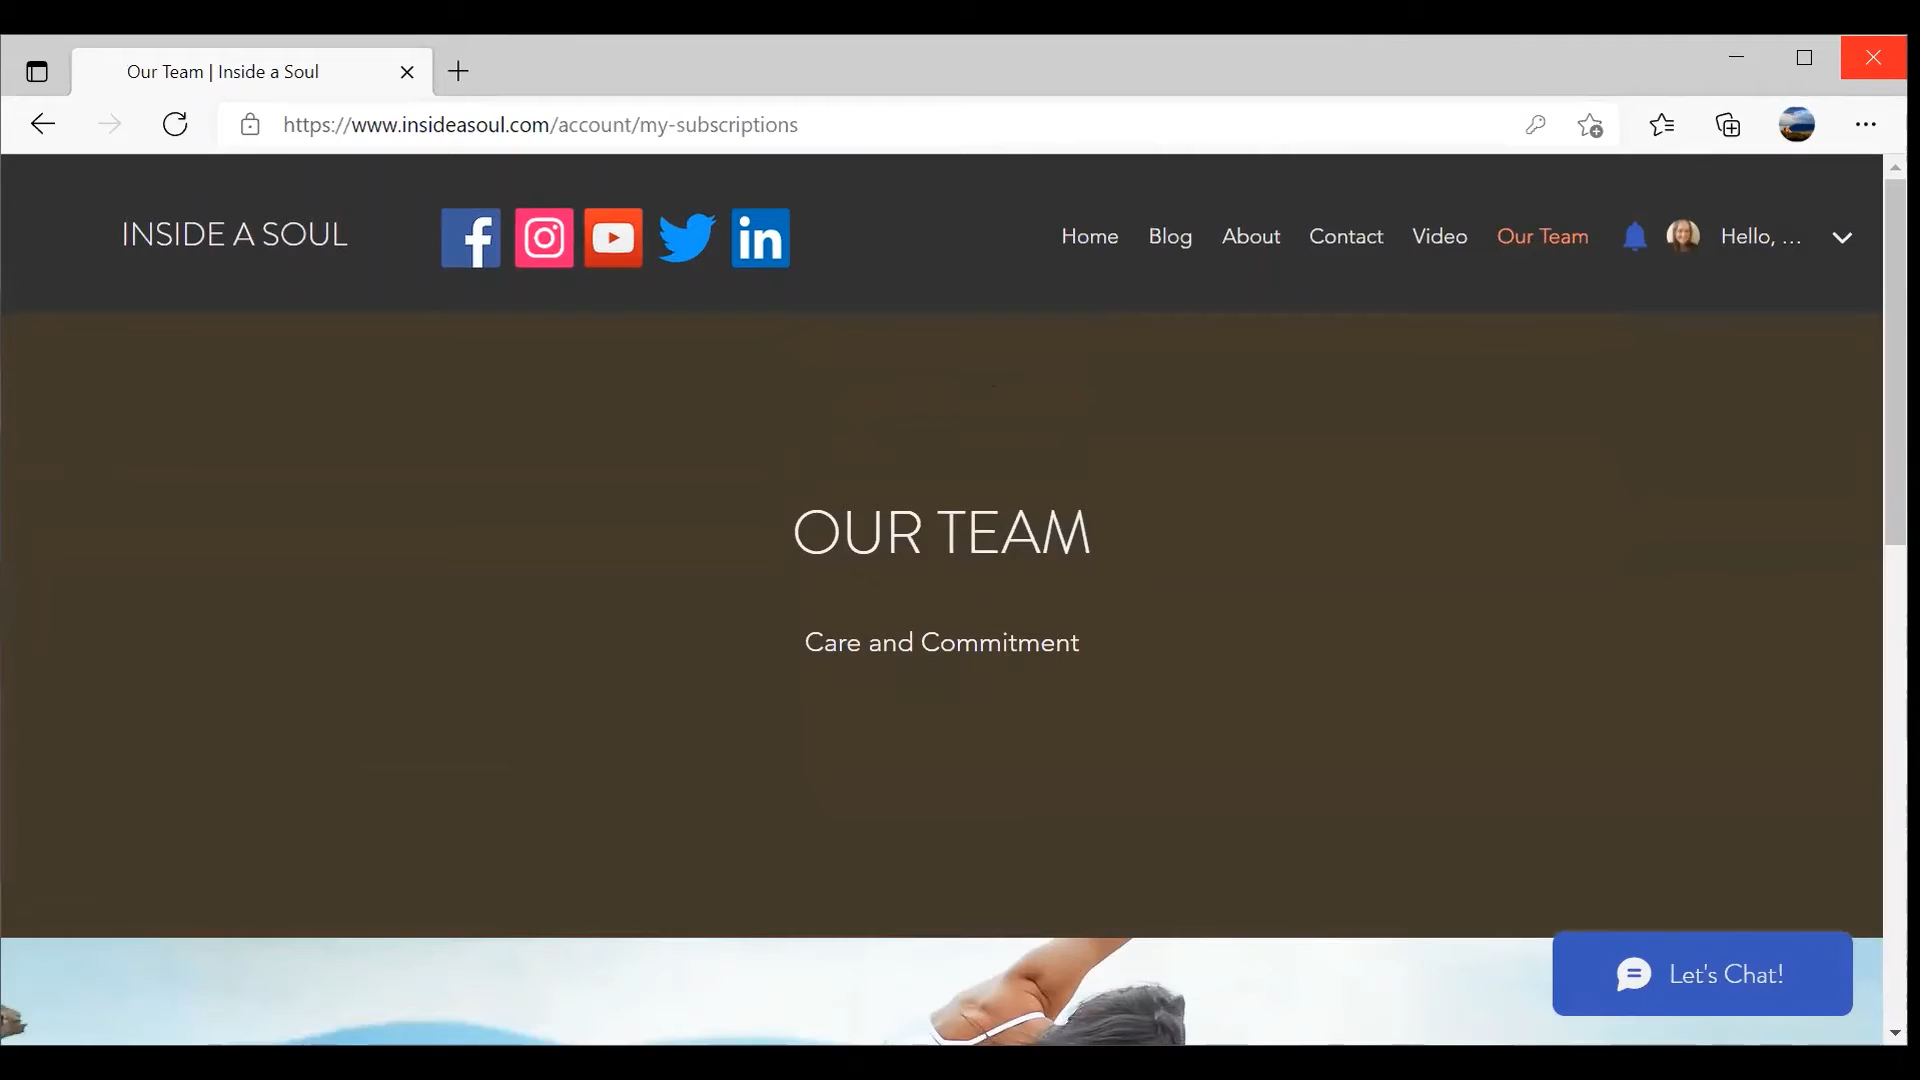 Our Team | Inside a Soul
https://www.insideasoul.com/account/my-subscriptions
INSIDE A SOUL
Home Blog About Contact Video Our Team Hello, ...
OUR TEAM
Care and Commitment
Let's Chat!